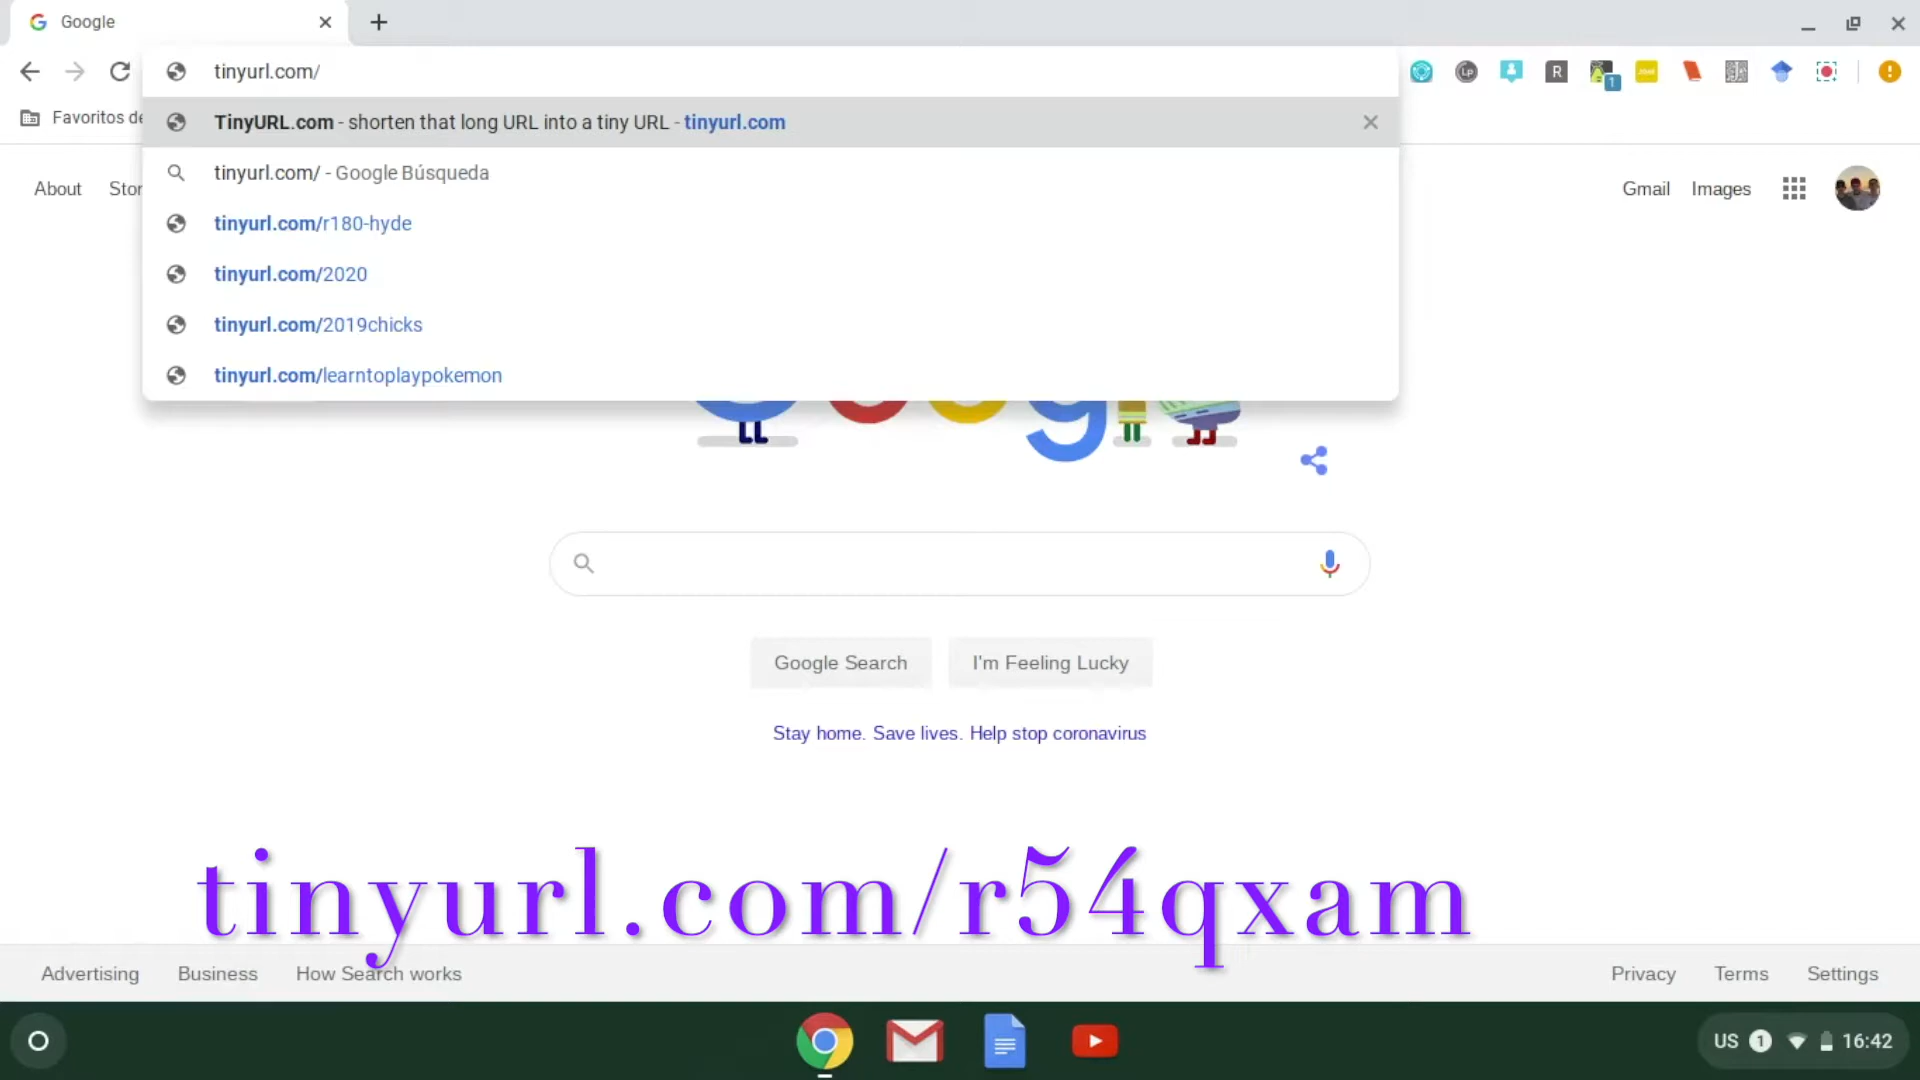 Google
tinyurl.com/
Favoritos de
TinyURL.com - shorten that long URL into a tiny URL - tinyurl.com
tinyurl.com/ - Google Búsqueda
tinyurl.com/r180-hyde
tinyurl.com/2020
tinyurl.com/2019chicks
tinyurl.com/learntoplaypokemon
Lp
R
1
About Stor
Gmail Images
Google Search I'm Feeling Lucky
Stay home. Save lives. Help stop coronavirus
tinyurl.com/r54qxam
Advertising Business How Search works
Privacy Terms Settings
US 1 16:42